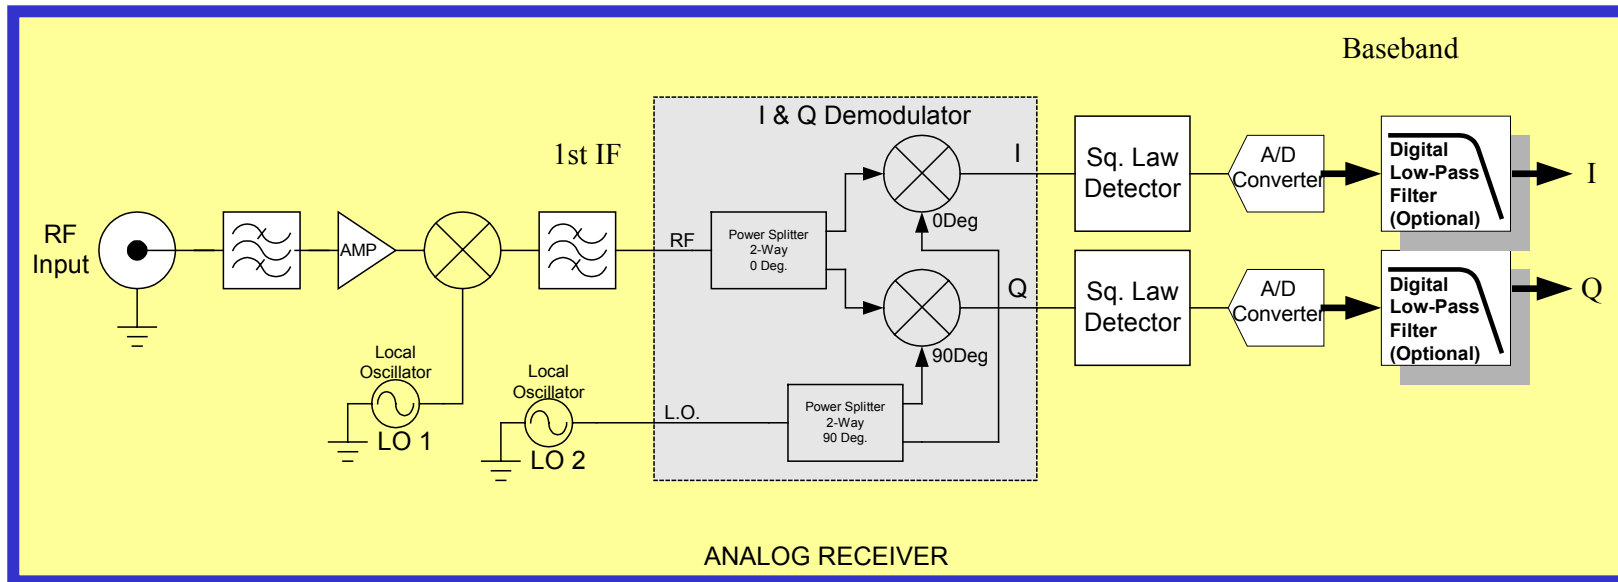 Baseband
I & Q Demodulator
1st IF
I
Sq. Law
Detector
A/D
Converter
Digital
Low-Pass
Filter
(Optional)
I
RF
Input
AMP
RF
Power Splitter
2-Way
0 Deg.
0Deg
Q
Sq. Law
Detector
A/D
Converter
Digital
Low-Pass
Filter
(Optional)
Q
90Deg
Local
Oscillator
LO 1
Local
Oscillator
LO 2
L.O.
Power Splitter
2-Way
90 Deg.
ANALOG RECEIVER